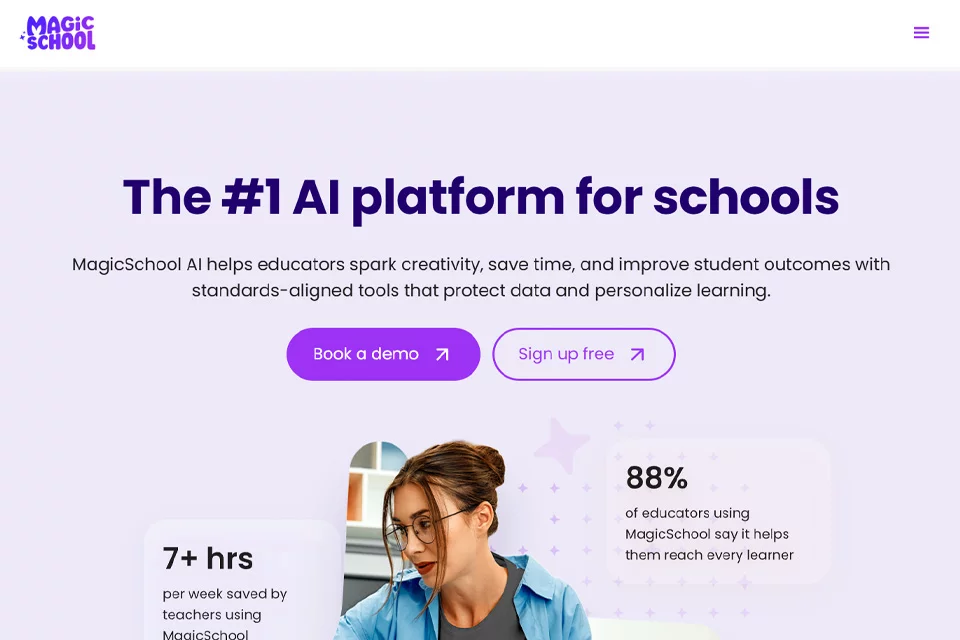 MAGIC
SCHOOL
The #1 AI platform for schools
MagicSchool AI helps educators spark creativity, save time, and improve student outcomes with
standards-aligned tools that protect data and personalize learning.
Book a demo
Sign up free
88%
of educators using
MagicSchool say it helps
them reach every learner
7+ hrs
per week saved by
teachers using
MagicSchool